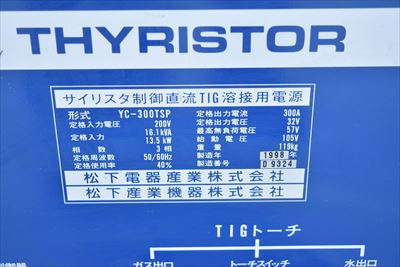 THYRISTOR
サイリスタ制御直流TIG溶接用電源
形式 YC-300TSP 定格出力電流 300A
定格入力電圧 200V 定格出力電圧 32V
定格入力 16.1kVA 最高無負荷電圧 57V
13.5kW 始動電圧 105V
相数 3相 重量 119kg
定格周波数 50/60Hz 製造年 1998年
定格使用率 40% 製造番号 D9324
松下電器産業株式会社
松下産業機器株式会社
TIGトーチ
ガス出口 トーチスイッチ 水出口